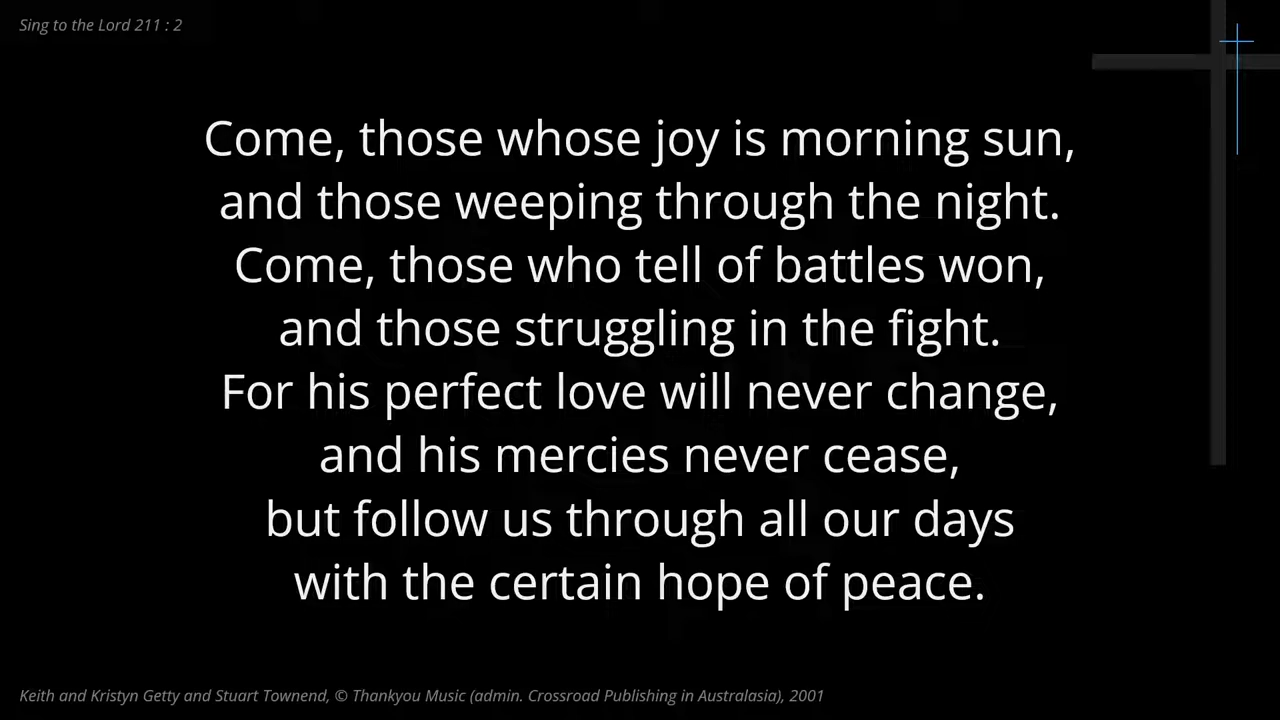 Sing to the Lord 211 : 2
Come, those whose joy is morning sun,
and those weeping through the night.
Come, those who tell of battles won,
and those struggling in the fight.
For his perfect love will never change,
and his mercies never cease,
but follow us through all our days
with the certain hope of peace.
Keith and Kristyn Getty and Stuart Townend, © Thankyou Music (admin. Crossroad Publishing in Australasia), 2001